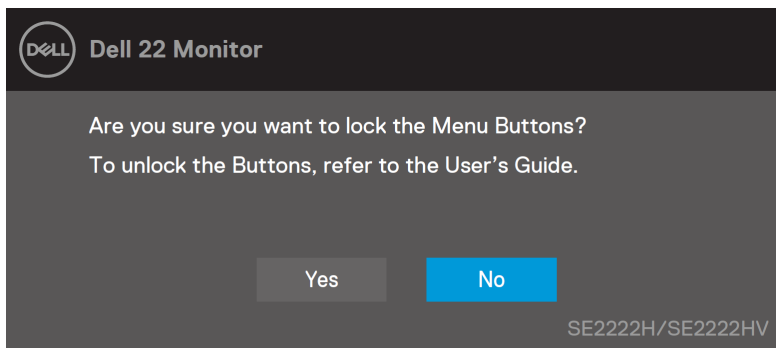 DELL Dell 22 Monitor
Are you sure you want to lock the Menu Buttons?
To unlock the Buttons, refer to the User’s Guide.
Yes No
SE2222H/SE2222HV